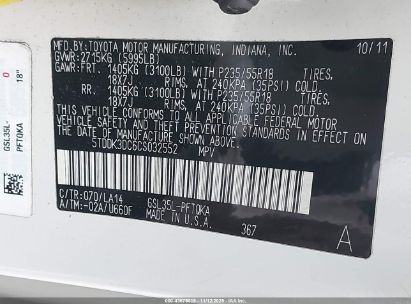 MFD.BY:TOYOTA MOTOR MANUFACTURING, INDIANA, INC. 10/11
GVWR:2715KG (5995LB)
GAWR:FRT. 1405KG (3100LB) WITH P235/55R18 TIRES,
18X7J RIMS, AT 240KPA (35PSI) COLD
RR. 1405KG (3100LB) WITH P235/55R18 TIRES,
18X7J RIMS, AT 240KPA (35PSI) COLD
THIS VEHICLE CONFORMS TO ALL APPLICABLE FEDERAL
MOTOR VEHICLE SAFETY AND THEFT PREVENTION
STANDARDS IN EFFECT ON THE DATE OF
MANUFACTURE SHOWN ABOVE.
5TDDK3DC6CS032552 MPV
C/TR:070/LA14 GSL35L-PFTQKA
A/TM:-02A/U660F MADE IN U.S.A. 367 A
GSL35L-
PFTQKA
0
18"